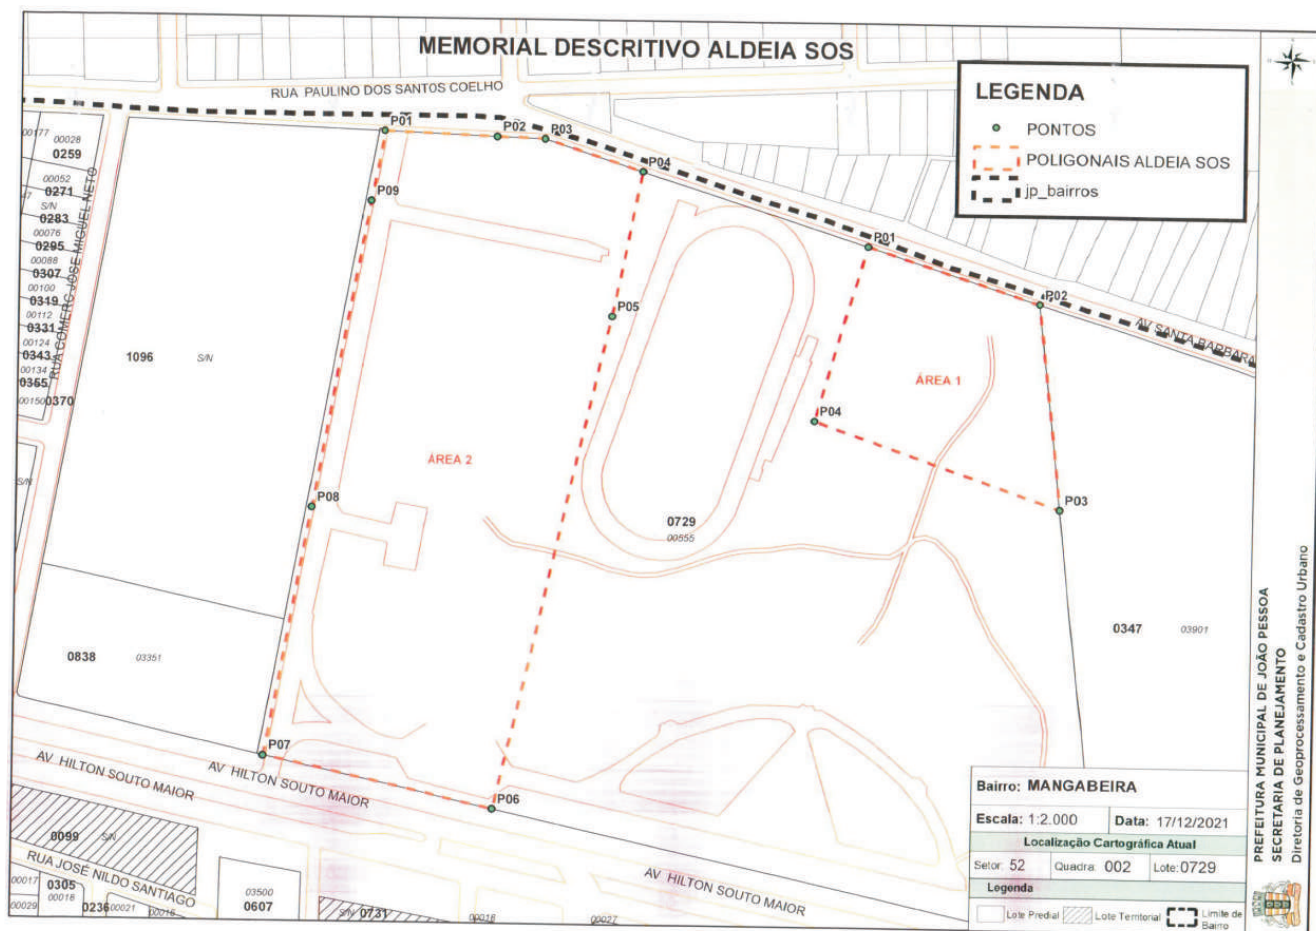 MEMORIAL DESCRITIVO ALDEIA SOS
RUA PAULINO DOS SANTOS COELHO
LEGENDA
PONTOS
POLIGONAIS ALDEIA SOS
jp_bairros
P01
P02
P03
P04
P09
P05
P08
P07
P06
P01
P02
P04
P03
ÁREA 1
ÁREA 2
AV SANTA BARBARA
00177
00028
0259
00052
0271
S/N
0283
00076
0295
00088
0307
00100
0319
00112
0331
00124
0343
00134
0365
00150
0370
RUA COMERC JOSE MIGUEL NETO
S/N
1096
S/N
0729
00555
0347
03901
0838
03351
AV HILTON SOUTO MAIOR
AV HILTON SOUTO MAIOR
AV HILTON SOUTO MAIOR
0099
S/N
RUA JOSÉ NILDO SANTIAGO
00017
0305
00018
00029
0236
00021
00016
03500
0607
S/N
0731
00018
00027
Bairro: MANGABEIRA
Escala: 1:2.000
Data: 17/12/2021
Localização Cartográfica Atual
Setor: 52
Quadra: 002
Lote:0729
Legenda
Lote Predial
Lote Territorial
Limite de
Bairro
PREFEITURA MUNICIPAL DE JOÃO PESSOA
SECRETARIA DE PLANEJAMENTO
Diretoria de Geoprocessamento e Cadastro Urbano